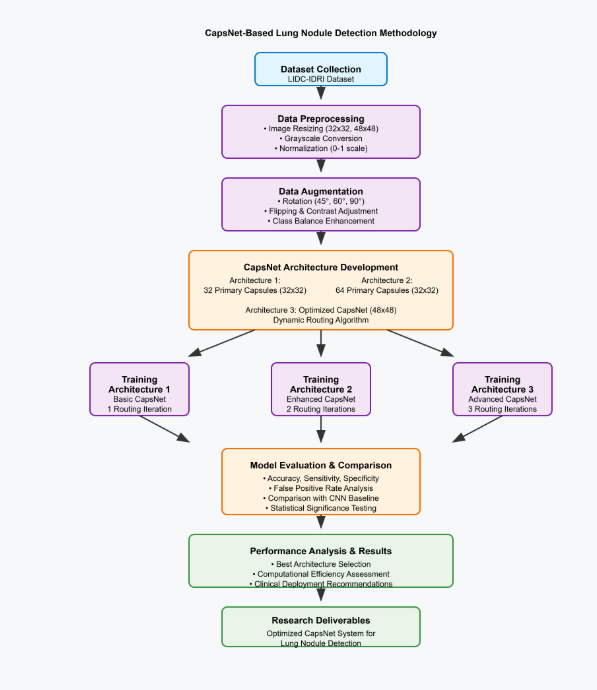 CapsNet-Based Lung Nodule Detection Methodology
Dataset Collection
LIDC-IDRI Dataset
Data Preprocessing
• Image Resizing (32x32, 48x48)
• Grayscale Conversion
• Normalization (0-1 scale)
Data Augmentation
• Rotation (45°, 60°, 90°)
• Flipping & Contrast Adjustment
• Class Balance Enhancement
CapsNet Architecture Development
Architecture 1:
32 Primary Capsules (32x32)
Architecture 2:
64 Primary Capsules (32x32)
Architecture 3: Optimized CapsNet (48x48)
Dynamic Routing Algorithm
Training
Architecture 1
Basic CapsNet
1 Routing Iteration
Training
Architecture 2
Enhanced CapsNet
2 Routing Iterations
Training
Architecture 3
Advanced CapsNet
3 Routing Iterations
Model Evaluation & Comparison
• Accuracy, Sensitivity, Specificity
• False Positive Rate Analysis
• Comparison with CNN Baseline
• Statistical Significance Testing
Performance Analysis & Results
• Best Architecture Selection
• Computational Efficiency Assessment
• Clinical Deployment Recommendations
Research Deliverables
Optimized CapsNet System for
Lung Nodule Detection